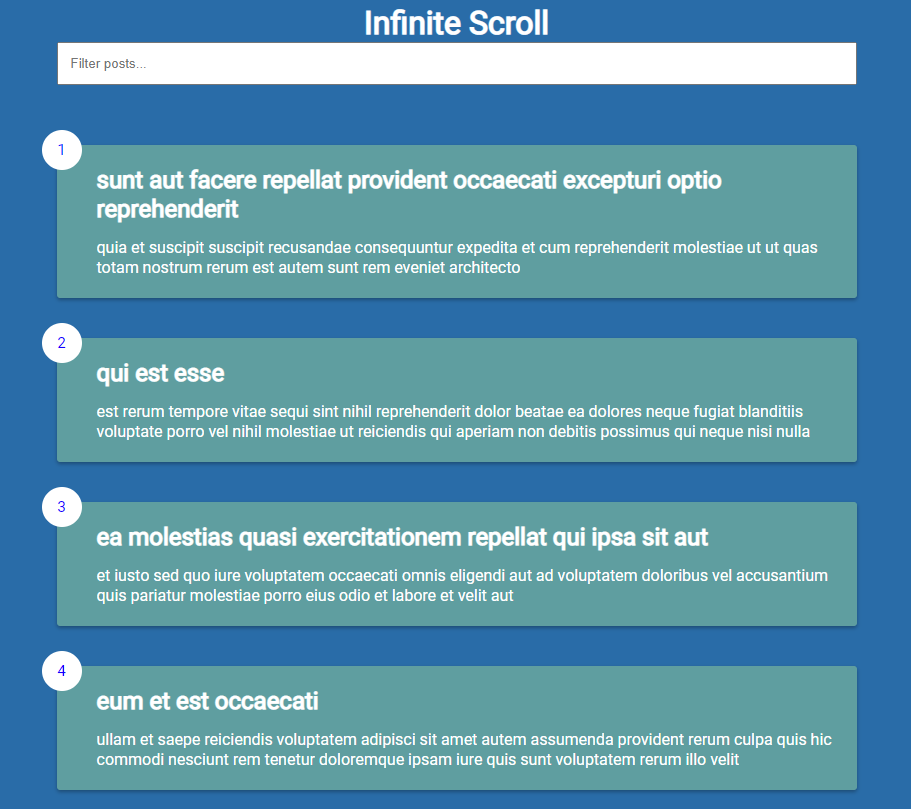 Infinite Scroll
Filter posts...
1
sunt aut facere repellat provident occaecati excepturi optio
reprehenderit
quia et suscipit suscipit recusandae consequuntur expedita et cum reprehenderit molestiae ut ut quas
totam nostrum rerum est autem sunt rem eveniet architecto
2
qui est esse
est rerum tempore vitae sequi sint nihil reprehenderit dolor beatae ea dolores neque fugiat blanditiis
voluptate porro vel nihil molestiae ut reiciendis qui aperiam non debitis possimus qui neque nisi nulla
3
ea molestias quasi exercitationem repellat qui ipsa sit aut
et iusto sed quo iure voluptatem occaecati omnis eligendi aut ad voluptatem doloribus vel accusantium
quis pariatur molestiae porro eius odio et labore et velit aut
4
eum et est occaecati
ullam et saepe reiciendis voluptatem adipisci sit amet autem assumenda provident rerum culpa quis hic
commodi nesciunt rem tenetur doloremque ipsam iure quis sunt voluptatem rerum illo velit